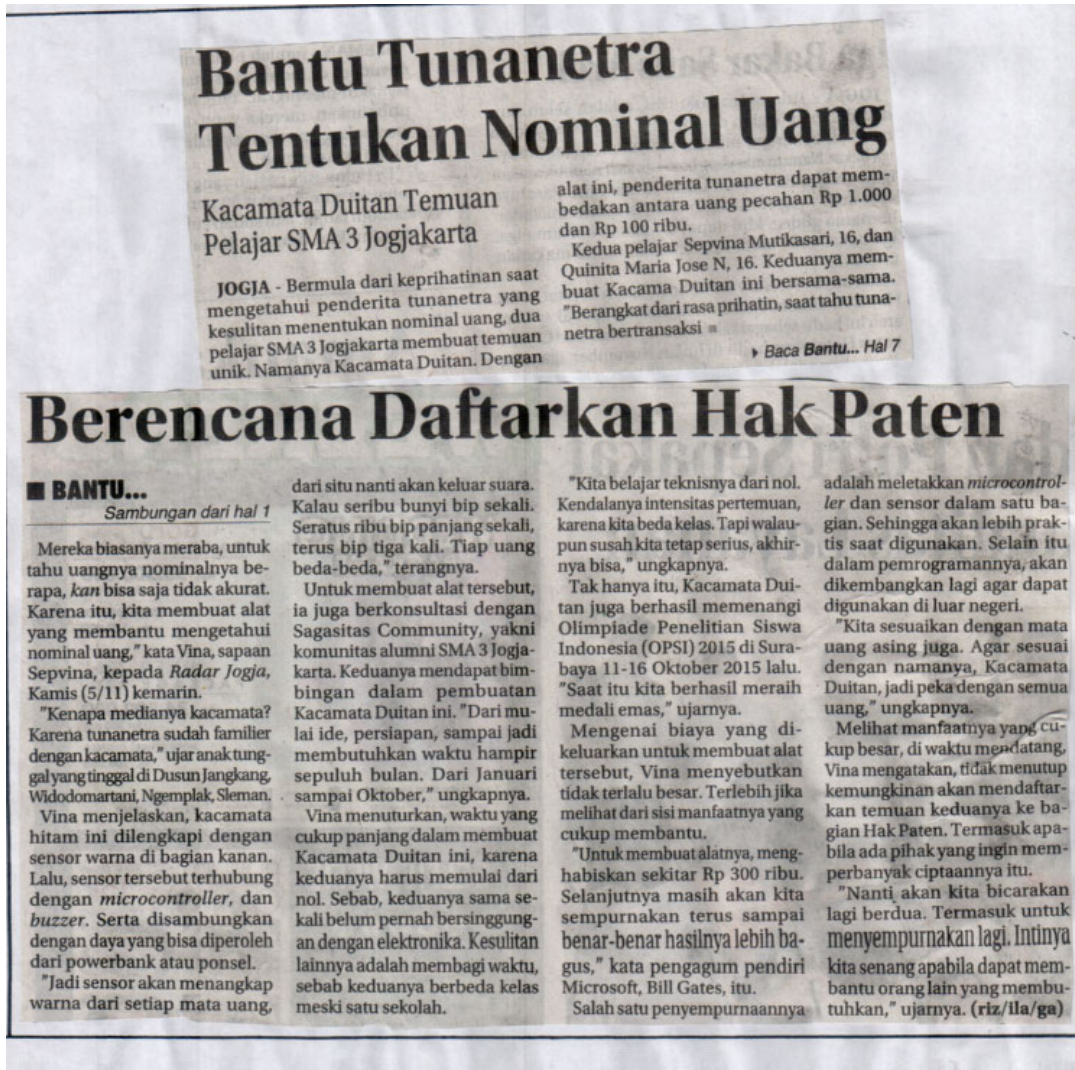 Bantu Tunanetra
Tentukan Nominal Uang
Kacamata Duitan Temuan
Pelajar SMA 3 Jogjakarta
JOGJA - Bermula dari keprihatinan saat
mengetahui penderita tunanetra yang
kesulitan menentukan nominal uang, dua
pelajar SMA 3 Jogjakarta membuat temuan
unik. Namanya Kacamata Duitan. Dengan
alat ini, penderita tunanetra dapat mem-
bedakan antara uang pecahan Rp 1.000
dan Rp 100 ribu.
Kedua pelajar Sepvina Mutikasari, 16, dan
Quinita Maria Jose N, 16. Keduanya mem-
buat Kacama Duitan ini bersama-sama.
"Berangkat dari rasa prihatin, saat tahu tuna-
netra bertransaksi
Baca Bantu... Hal 7
Berencana Daftarkan Hak Paten
BANTU...
Sambungan dari hal 1
Mereka biasanya meraba, untuk
tahu uangnya nominalnya be-
rapa, kan bisa saja tidak akurat.
Karena itu, kita membuat alat
yang membantu mengetahui
nominal uang," kata Vina, sapaan
Sepvina, kepada Radar Jogja,
Kamis (5/11) kemarin.
"Kenapa medianya kacamata?
Karena tunanetra sudah familier
dengan kacamata," ujar anak tung-
gal yang tinggal di Dusun Jangkang,
Widodomartani, Ngemplak, Sleman.
Vina menjelaskan, kacamata
hitam ini dilengkapi dengan
sensor warna di bagian kanan.
Lalu, sensor tersebut terhubung
dengan microcontroller, dan
buzzer. Serta disambungkan
dengan daya yang bisa diperoleh
dari powerbank atau ponsel.
"Jadi sensor akan menangkap
warna dari setiap mata uang,
dari situ nanti akan keluar suara.
Kalau seribu bunyi bip sekali.
Seratus ribu bip panjang sekali,
terus bip tiga kali. Tiap uang
beda-beda," terangnya.
Untuk membuat alat tersebut,
ia juga berkonsultasi dengan
Sagasitas Community, yakni
komunitas alumni SMA 3 Jogja-
karta. Keduanya mendapat bim-
bingan dalam pembuatan
Kacamata Duitan ini. "Dari mu-
lai ide, persiapan, sampai jadi
membutuhkan waktu hampir
sepuluh bulan. Dari Januari
sampai Oktober," ungkapnya.
Vina menuturkan, waktu yang
cukup panjang dalam membuat
Kacamata Duitan ini, karena
keduanya harus memulai dari
nol. Sebab, keduanya sama se-
kali belum pernah bersinggung-
an dengan elektronika. Kesulitan
lainnya adalah membagi waktu,
sebab keduanya berbeda kelas
meski satu sekolah.
"Kita belajar teknisnya dari nol.
Kendalanya intensitas pertemuan,
karena kita beda kelas. Tapi walau-
pun susah kita tetap serius, akhir-
nya bisa," ungkapnya.
Tak hanya itu, Kacamata Dui-
tan juga berhasil memenangi
Olimpiade Penelitian Siswa
Indonesia (OPSI) 2015 di Sura-
baya 11-16 Oktober 2015 lalu.
"Saat itu kita berhasil meraih
medali emas," ujarnya.
Mengenai biaya yang di-
keluarkan untuk membuat alat
tersebut, Vina menyebutkan
tidak terlalu besar. Terlebih jika
melihat dari sisi manfaatnya yang
cukup membantu.
"Untuk membuat alatnya, meng-
habiskan sekitar Rp 300 ribu.
Selanjutnya masih akan kita
sempurnakan terus sampai
benar-benar hasilnya lebih ba-
gus," kata pengagum pendiri
Microsoft, Bill Gates, itu.
Salah satu penyempurnaannya
adalah meletakkan microcontrol-
ler dan sensor dalam satu ba-
gian. Sehingga akan lebih prak-
tis saat digunakan. Selain itu
dalam pemrogramannya, akan
dikembangkan lagi agar dapat
digunakan di luar negeri.
"Kita sesuaikan dengan mata
uang asing juga. Agar sesuai
dengan namanya, Kacamata
Duitan, jadi peka dengan semua
uang," ungkapnya.
Melihat manfaatnya yang cu-
kup besar, di waktu mendatang,
Vina mengatakan, tidak menutup
kemungkinan akan mendaftar-
kan temuan keduanya ke ba-
gian Hak Paten. Termasuk apa-
bila ada pihak yang ingin mem-
perbanyak ciptaannya itu.
"Nanti akan kita bicarakan
lagi berdua. Termasuk untuk
menyempurnakan lagi. Intinya
kita senang apabila dapat mem-
bantu orang lain yang membu-
tuhkan," ujarnya. (riz/ila/ga)